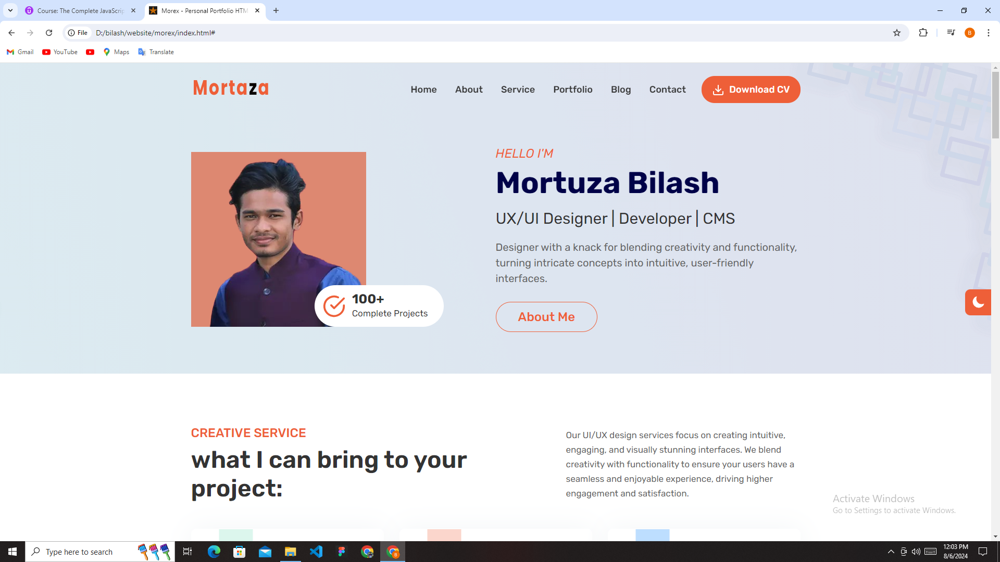 Course: The Complete JavaScrip
Morex - Personal Portfolio HTM
File
D:/bilash/website/morex/index.html#
B
Gmail
YouTube
Maps
Translate
Mortaza
Home
About
Service
Portfolio
Blog
Contact
Download CV
HELLO I'M
Mortuza Bilash
UX/UI Designer | Developer | CMS
Designer with a knack for blending creativity and functionality,
turning intricate concepts into intuitive, user-friendly
interfaces.
100+
Complete Projects
About Me
CREATIVE SERVICE
what I can bring to your
project:
Our UI/UX design services focus on creating intuitive,
engaging, and visually stunning interfaces. We blend
creativity with functionality to ensure your users have a
seamless and enjoyable experience, driving higher
engagement and satisfaction.
Activate Windows
Go to Settings to activate Windows.
Type here to search
B
12:03 PM
8/6/2024